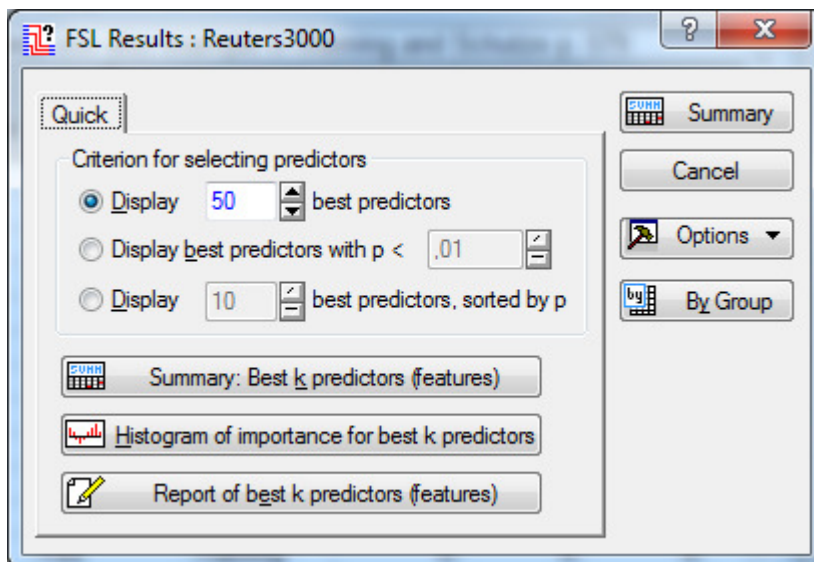 FSL Results : Reuters3000
Quick
Criterion for selecting predictors
Display 50 best predictors
Display best predictors with p < ,01
Display 10 best predictors, sorted by p
Summary: Best k predictors (features)
Histogram of importance for best k predictors
Report of best k predictors (features)
Summary
Cancel
Options
By Group